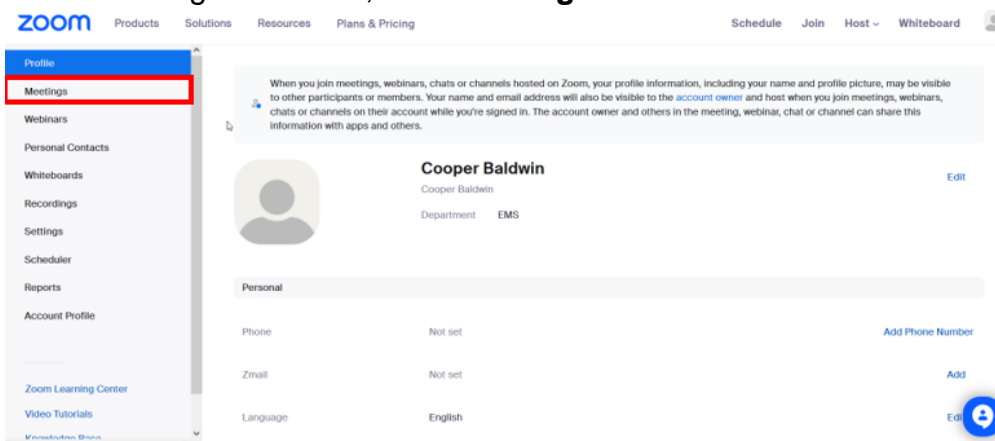 zoom Products Solutions Resources Plans & Pricing Schedule Join Host Whiteboard
Profile
Meetings
Webinars
Personal Contacts
Whiteboards
Recordings
Settings
Scheduler
Reports
Account Profile
Zoom Learning Center
Video Tutorials
When you join meetings, webinars, chats or channels hosted on Zoom, your profile information, including your name and profile picture, may be visible
to other participants or members. Your name and email address will also be visible to the account owner and host when you join meetings, webinars,
chats or channels on their account while you're signed in. The account owner and others in the meeting, webinar, chat or channel can share this
information with apps and others.
Cooper Baldwin
Edit
Cooper Baldwin
Department EMS
Personal
Phone Not set Add Phone Number
Zmail Not set Add
Language English